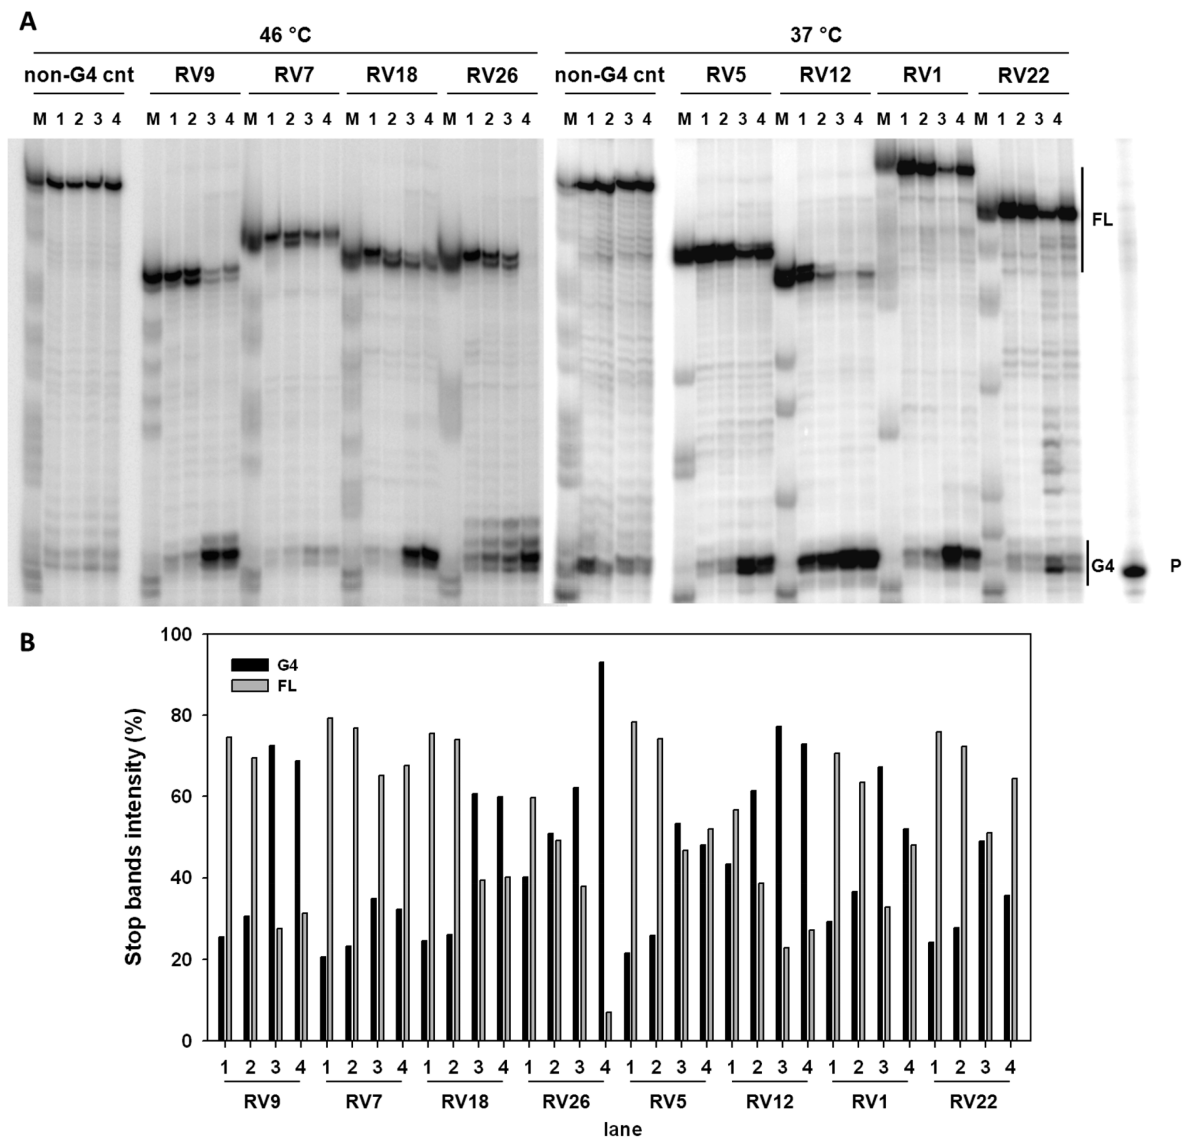 A
46 °C 37 °C
non-G4 cnt RV9 RV7 RV18 RV26 non-G4 cnt RV5 RV12 RV1 RV22
M 1 2 3 4 M 1 2 3 4 M 1 2 3 4 M 1 2 3 4 M 1 2 3 4 M 1 2 3 4 M 1 2 3 4 M 1 2 3 4 M 1 2 3 4 M 1 2 3 4
FL
G4 P
B
100
80
60
40
20
0
Stop bands intensity (%)
G4
FL
1 2 3 4 1 2 3 4 1 2 3 4 1 2 3 4 1 2 3 4 1 2 3 4 1 2 3 4 1 2 3 4
RV9 RV7 RV18 RV26 RV5 RV12 RV1 RV22
lane